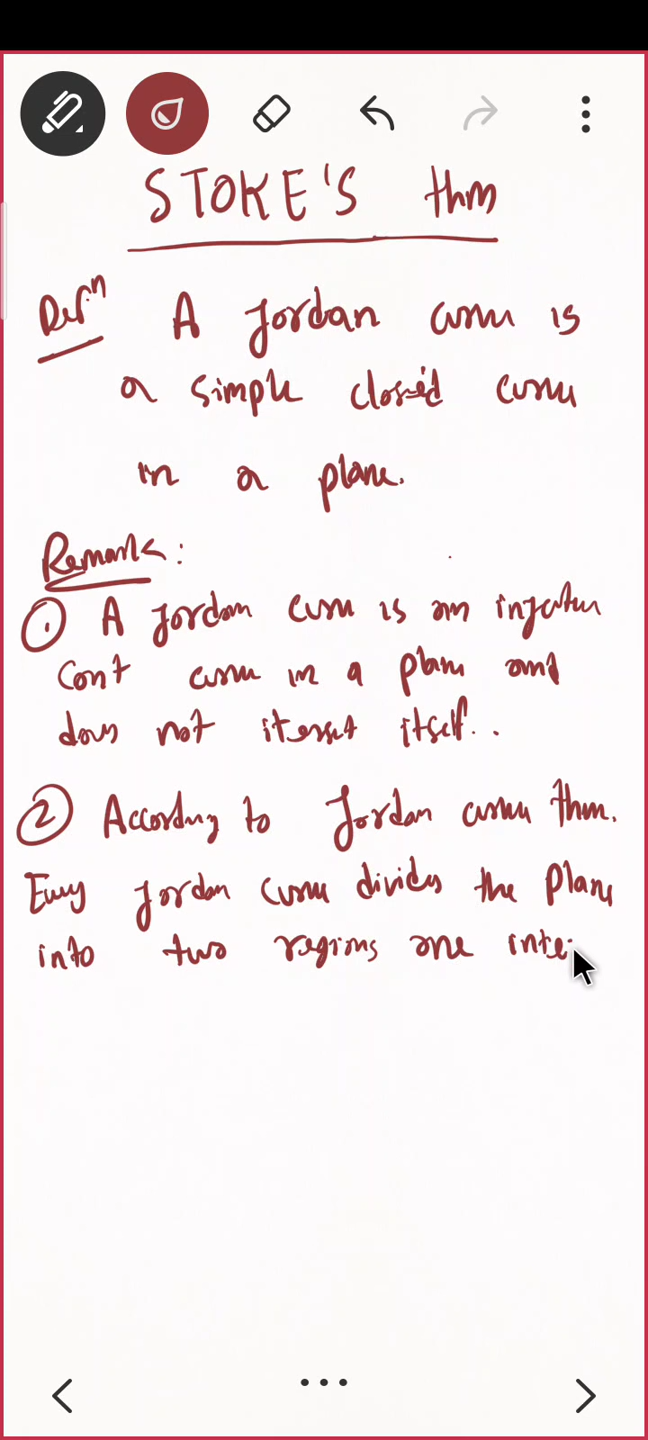 STOKE'S thm
Defⁿ A Jordan curve is
a simple closed curve
in a plane.
Remark :
① A Jordan curve is an injective
Cont curve in a plane and
does not iterset itself..
② According to Jordan curve thm.
Every Jordan curve divides the Plane
into two regions one inte